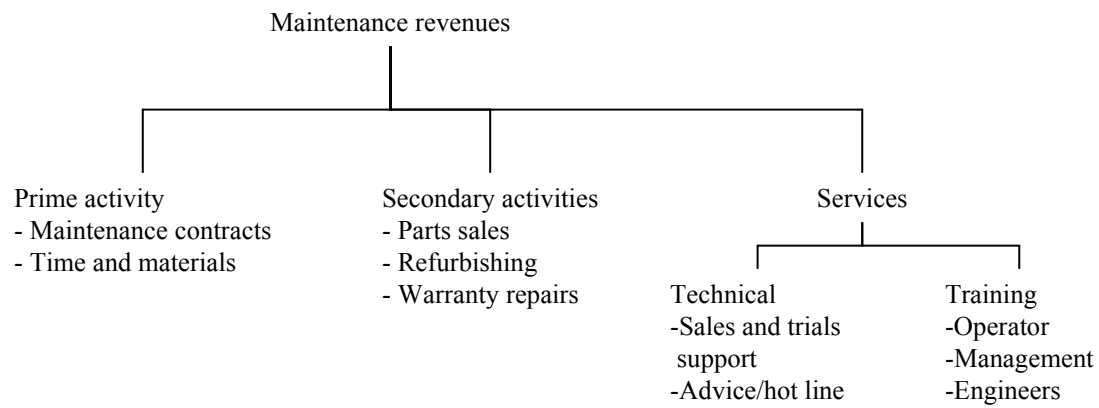 Maintenance revenues
Prime activity
- Maintenance contracts
- Time and materials
Secondary activities
- Parts sales
- Refurbishing
- Warranty repairs
Services
Technical
-Sales and trials
support
-Advice/hot line
Training
-Operator
-Management
-Engineers